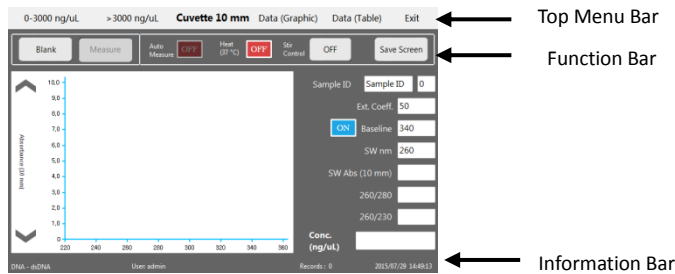 0-3000 ng/uL >3000 ng/uL Cuvette 10 mm Data (Graphic) Data (Table) Exit
Top Menu Bar
Blank Measure Auto Measure OFF Heat (37 °C) OFF Stir Control OFF Save Screen
Function Bar
Sample ID Sample ID 0
Ext. Coeff. 50
ON Baseline 340
SW nm 260
SW Abs (10 mm)
260/280
260/230
Conc. (ng/uL)
Absorbance (10 mm)
10,0
9,0
8,0
7,0
6,0
5,0
4,0
3,0
2,0
1,0
0
220 240 260 280 300 320 340 360
DNA - dsDNA User: admin Records : 0 2015/07/29 14:49:13
Information Bar